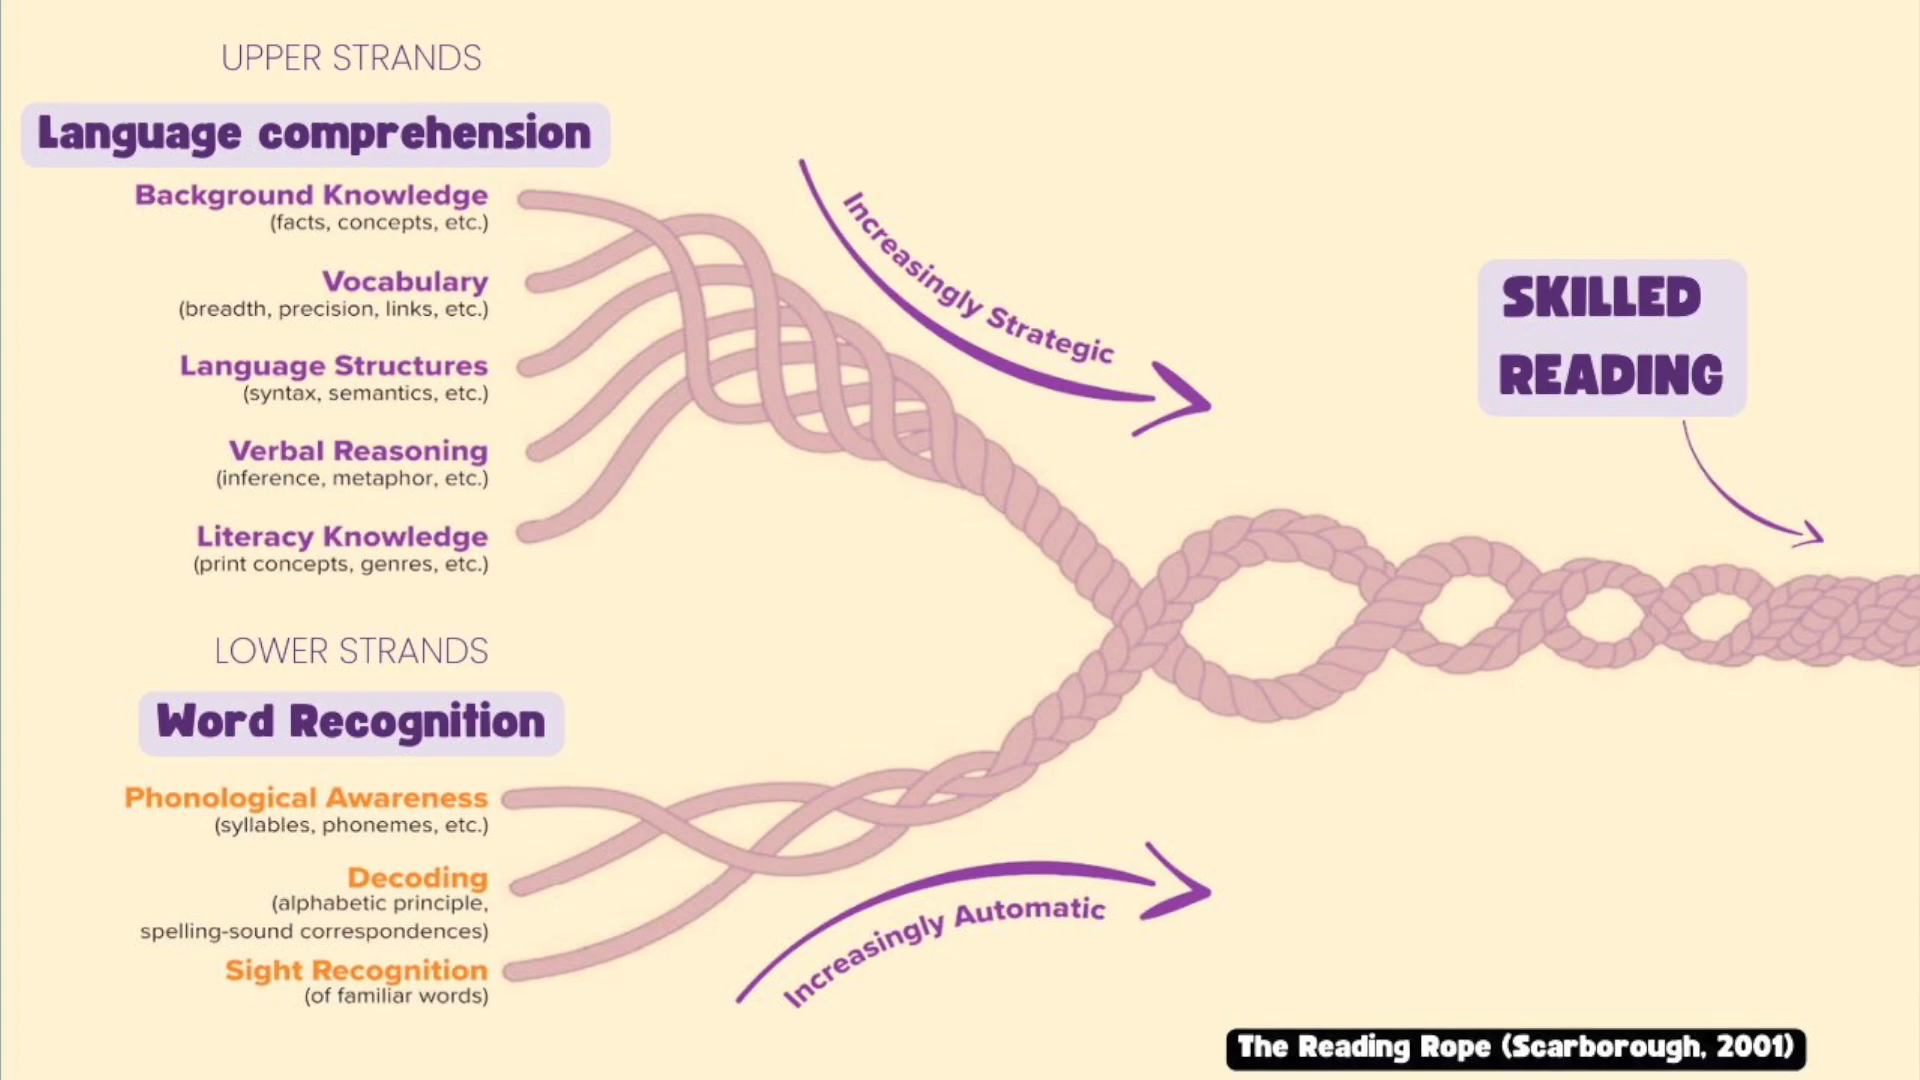 UPPER STRANDS
Language comprehension
Background Knowledge
(facts, concepts, etc.)
Vocabulary
(breadth, precision, links, etc.)
Language Structures
(syntax, semantics, etc.)
Verbal Reasoning
(inference, metaphor, etc.)
Literacy Knowledge
(print concepts, genres, etc.)
Increasingly Strategic
SKILLED
READING
LOWER STRANDS
Word Recognition
Phonological Awareness
(syllables, phonemes, etc.)
Decoding
(alphabetic principle,
spelling-sound correspondences)
Sight Recognition
(of familiar words)
Increasingly Automatic
The Reading Rope (Scarborough, 2001)